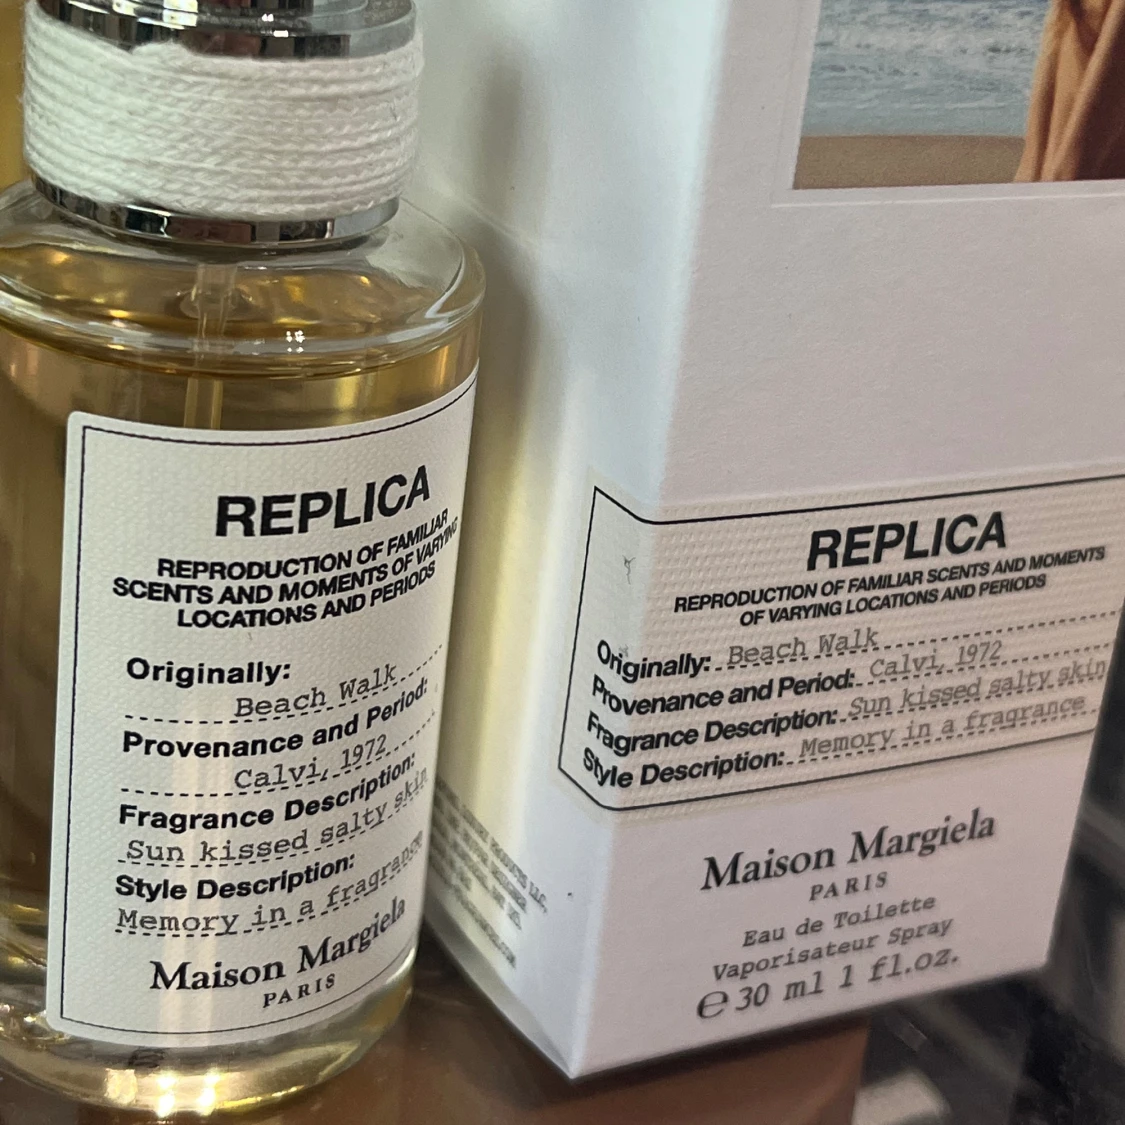 REPLICA
REPRODUCTION OF FAMILIAR
SCENTS AND MOMENTS OF VARYING
LOCATIONS AND PERIODS
Originally:
Beach Walk
Provenance and Period:
Calvi, 1972
Fragrance Description:
Sun kissed salty skin
Style Description:
Memory in a fragrance
Maison Margiela
PARIS
REPLICA
REPRODUCTION OF FAMILIAR SCENTS AND MOMENTS
OF VARYING LOCATIONS AND PERIODS
Originally: Beach Walk
Provenance and Period: Calvi, 1972
Fragrance Description: Sun kissed salty skin
Style Description: Memory in a fragrance
Maison Margiela
PARIS
Eau de Toilette
Vaporisateur Spray
℮ 30 ml 1 fl.oz.